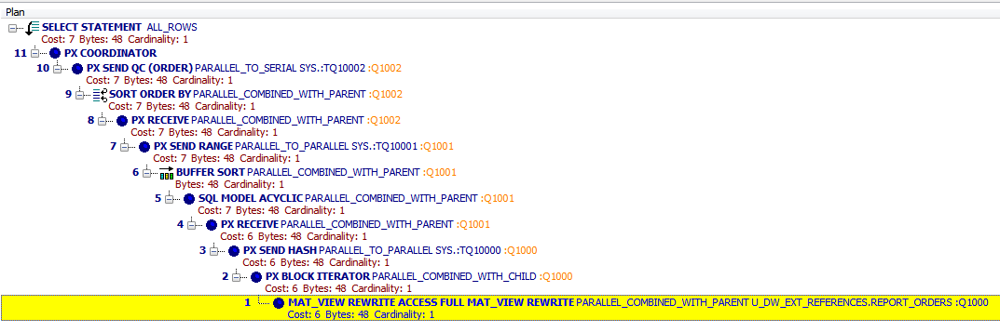 Plan
SELECT STATEMENT ALL_ROWS
Cost: 7 Bytes: 48 Cardinality: 1
11 PX COORDINATOR
10 PX SEND QC (ORDER) PARALLEL_TO_SERIAL SYS.:TQ10002 :Q1002
Cost: 7 Bytes: 48 Cardinality: 1
9 SORT ORDER BY PARALLEL_COMBINED_WITH_PARENT :Q1002
Cost: 7 Bytes: 48 Cardinality: 1
8 PX RECEIVE PARALLEL_COMBINED_WITH_PARENT :Q1002
Cost: 7 Bytes: 48 Cardinality: 1
7 PX SEND RANGE PARALLEL_TO_PARALLEL SYS.:TQ10001 :Q1001
Cost: 7 Bytes: 48 Cardinality: 1
6 BUFFER SORT PARALLEL_COMBINED_WITH_PARENT :Q1001
Bytes: 48 Cardinality: 1
5 SQL MODEL ACYCLIC PARALLEL_COMBINED_WITH_PARENT :Q1001
Cost: 7 Bytes: 48 Cardinality: 1
4 PX RECEIVE PARALLEL_COMBINED_WITH_PARENT :Q1001
Cost: 6 Bytes: 48 Cardinality: 1
3 PX SEND HASH PARALLEL_TO_PARALLEL SYS.:TQ10000 :Q1000
Cost: 6 Bytes: 48 Cardinality: 1
2 PX BLOCK ITERATOR PARALLEL_COMBINED_WITH_CHILD :Q1000
Cost: 6 Bytes: 48 Cardinality: 1
1 MAT_VIEW REWRITE ACCESS FULL MAT_VIEW REWRITE PARALLEL_COMBINED_WITH_PARENT U_DW_EXT_REFERENCES.REPORT_ORDERS :Q1000
Cost: 6 Bytes: 48 Cardinality: 1